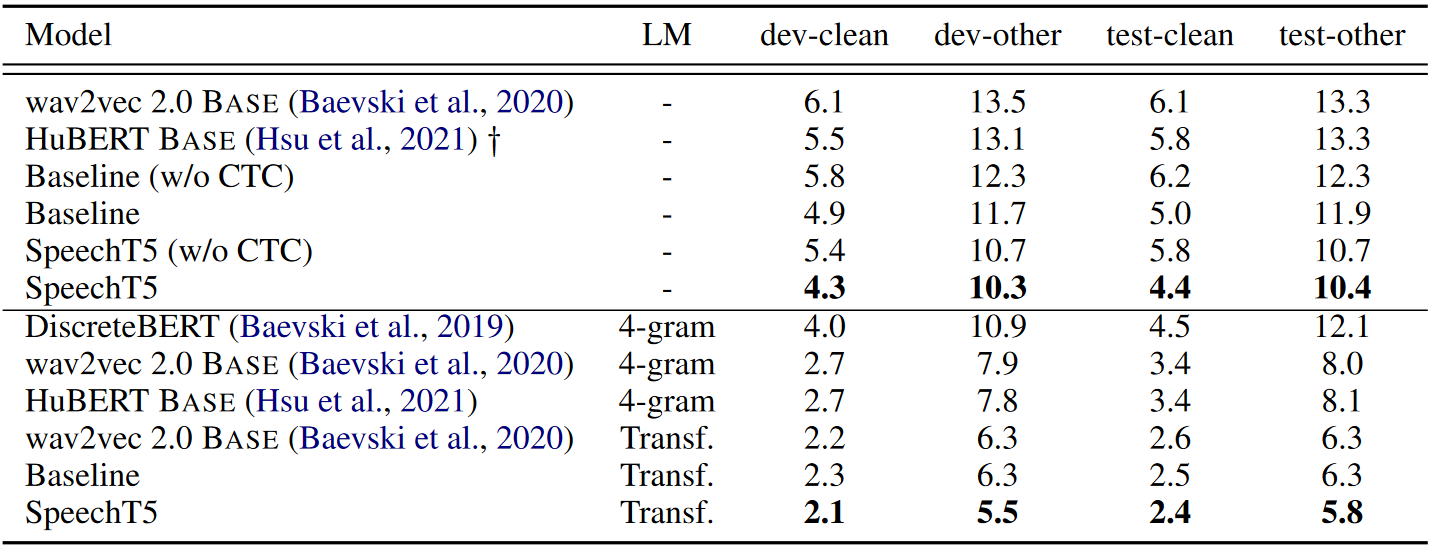 Model LM dev-clean dev-other test-clean test-other
wav2vec 2.0 BASE (Baevski et al., 2020) - 6.1 13.5 6.1 13.3
HuBERT BASE (Hsu et al., 2021) † - 5.5 13.1 5.8 13.3
Baseline (w/o CTC) - 5.8 12.3 6.2 12.3
Baseline - 4.9 11.7 5.0 11.9
SpeechT5 (w/o CTC) - 5.4 10.7 5.8 10.7
SpeechT5 - 4.3 10.3 4.4 10.4
DiscreteBERT (Baevski et al., 2019) 4-gram 4.0 10.9 4.5 12.1
wav2vec 2.0 BASE (Baevski et al., 2020) 4-gram 2.7 7.9 3.4 8.0
HuBERT BASE (Hsu et al., 2021) 4-gram 2.7 7.8 3.4 8.1
wav2vec 2.0 BASE (Baevski et al., 2020) Transf. 2.2 6.3 2.6 6.3
Baseline Transf. 2.3 6.3 2.5 6.3
SpeechT5 Transf. 2.1 5.5 2.4 5.8